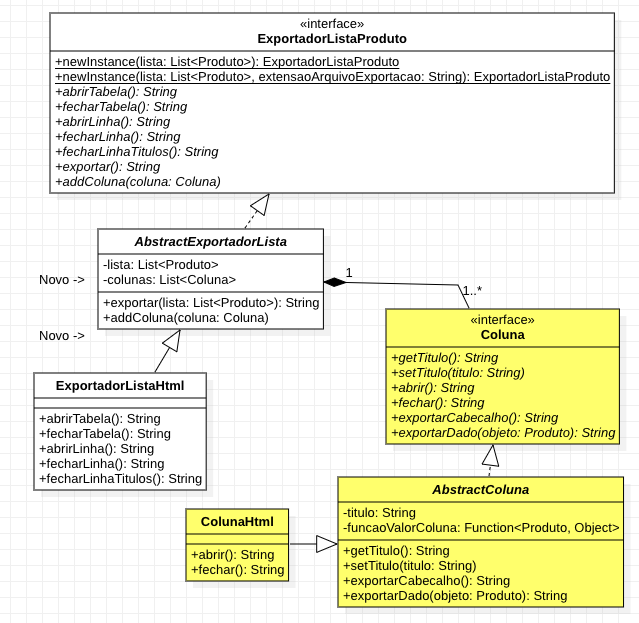 «interface»
ExportadorListaProduto
+newInstance(lista: List<Produto>): ExportadorListaProduto
+newInstance(lista: List<Produto>, extensaoArquivoExportacao: String): ExportadorListaProduto
+abrirTabela(): String
+fecharTabela(): String
+abrirLinha(): String
+fecharLinha(): String
+fecharLinhaTitulos(): String
+exportar(): String
+addColuna(coluna: Coluna)
AbstractExportadorLista
-lista: List<Produto>
-colunas: List<Coluna>
+exportar(lista: List<Produto>): String
+addColuna(coluna: Coluna)
Novo ->
Novo ->
1
1..*
«interface»
Coluna
+getTitulo(): String
+setTitulo(titulo: String)
+abrir(): String
+fechar(): String
+exportarCabecalho(): String
+exportarDado(objeto: Produto): String
ExportadorListaHtml
+abrirTabela(): String
+fecharTabela(): String
+abrirLinha(): String
+fecharLinha(): String
+fecharLinhaTitulos(): String
ColunaHtml
+abrir(): String
+fechar(): String
AbstractColuna
-titulo: String
-funcaoValorColuna: Function<Produto, Object>
+getTitulo(): String
+setTitulo(titulo: String)
+exportarCabecalho(): String
+exportarDado(objeto: Produto): String